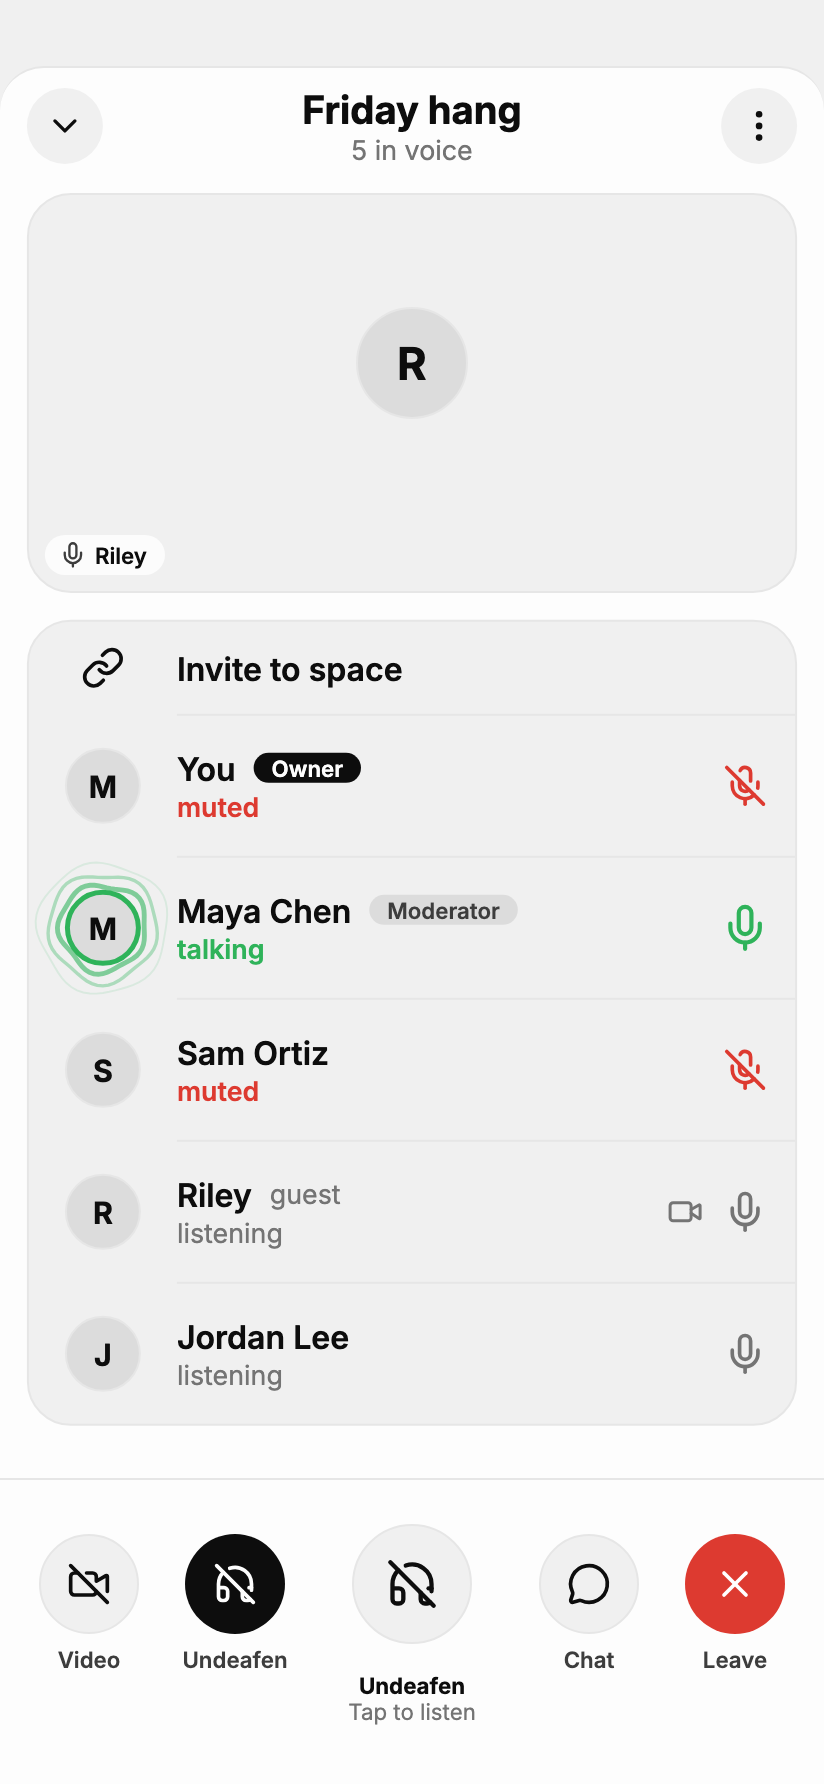 Friday hang
5 in voice
R
Riley
Invite to space
M
You Owner
muted
M
Maya Chen Moderator
talking
S
Sam Ortiz
muted
R
Riley guest
listening
J
Jordan Lee
listening
Video
Undeafen
Undeafen
Tap to listen
Chat
Leave